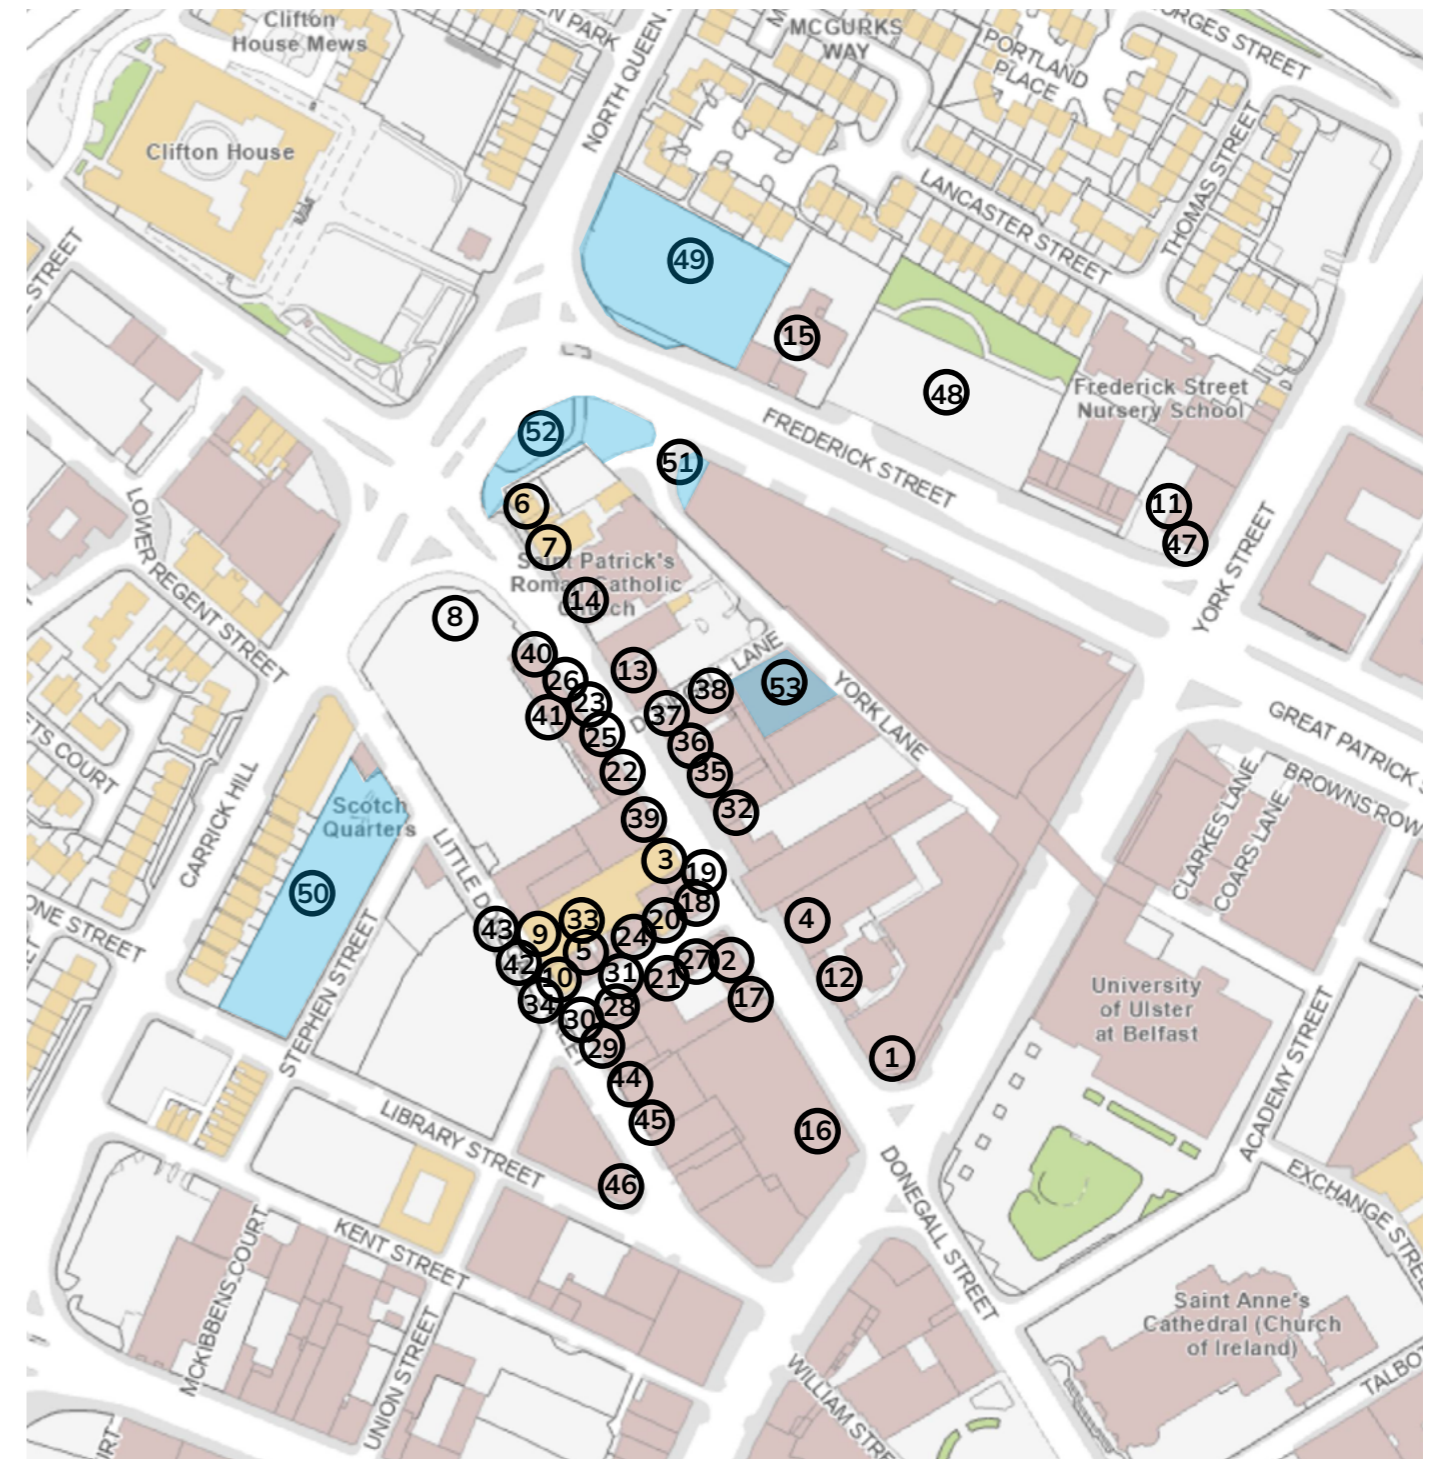 Clifton
House Mews
EN PARK
NORTH QUEEN
MCGURKS
WAY
PORTLAND
PLACE
STREET
THOMAS STREET
Clifton House
LANCASTER STREET
STREET
49
15
48
Frederick Street
Nursery School
FREDERICK STREET
52
51
6
11
47
7
YORK STREET
LOWER REGENT STREET
Saint Patrick's
Roman Catholic
Church
14
8
40
13
26
38
53
LANE
YORK LANE
23
41
37
25
36
22
35
GREAT PATRICK
TS COURT
CARRICK HILL
Scotch
Quarters
39
32
BROWNS ROW
CLARKES LANE
COARS LANE
LITTLE D
STREET
3
19
50
18
33
20
4
43
9
24
5
42
31
27
2
10
21
12
34
28
17
30
29
ONE STREET
STEPHEN STREET
University
of Ulster
at Belfast
1
44
45
16
ACADEMY STREET
LIBRARY STREET
46
DONEGALL STREET
EXCHANGE STREE
KENT STREET
MCKIBBENS COURT
UNION STREET
Saint Anne's
Cathedral (Church
of Ireland)
WILLIAM STRE
TALBO